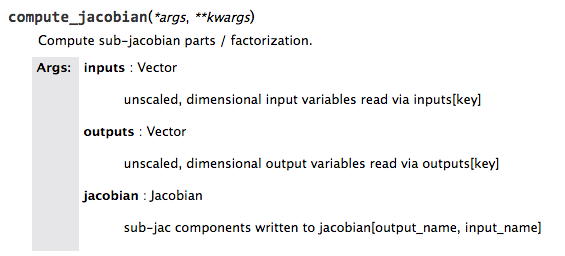 compute_jacobian(*args, **kwargs)
Compute sub-jacobian parts / factorization.
Args: inputs : Vector
unscaled, dimensional input variables read via inputs[key]
outputs : Vector
unscaled, dimensional output variables read via outputs[key]
jacobian : Jacobian
sub-jac components written to jacobian[output_name, input_name]